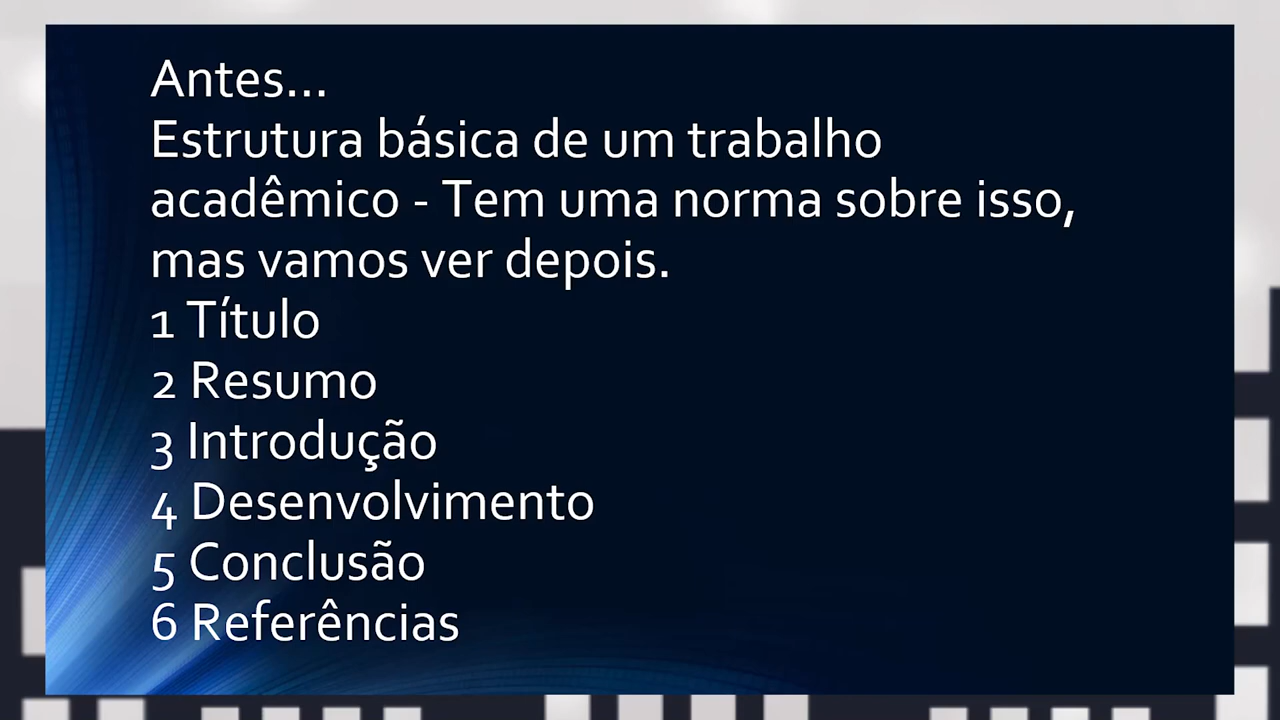 Antes...
Estrutura básica de um trabalho
acadêmico - Tem uma norma sobre isso,
mas vamos ver depois.
1 Título
2 Resumo
3 Introdução
4 Desenvolvimento
5 Conclusão
6 Referências